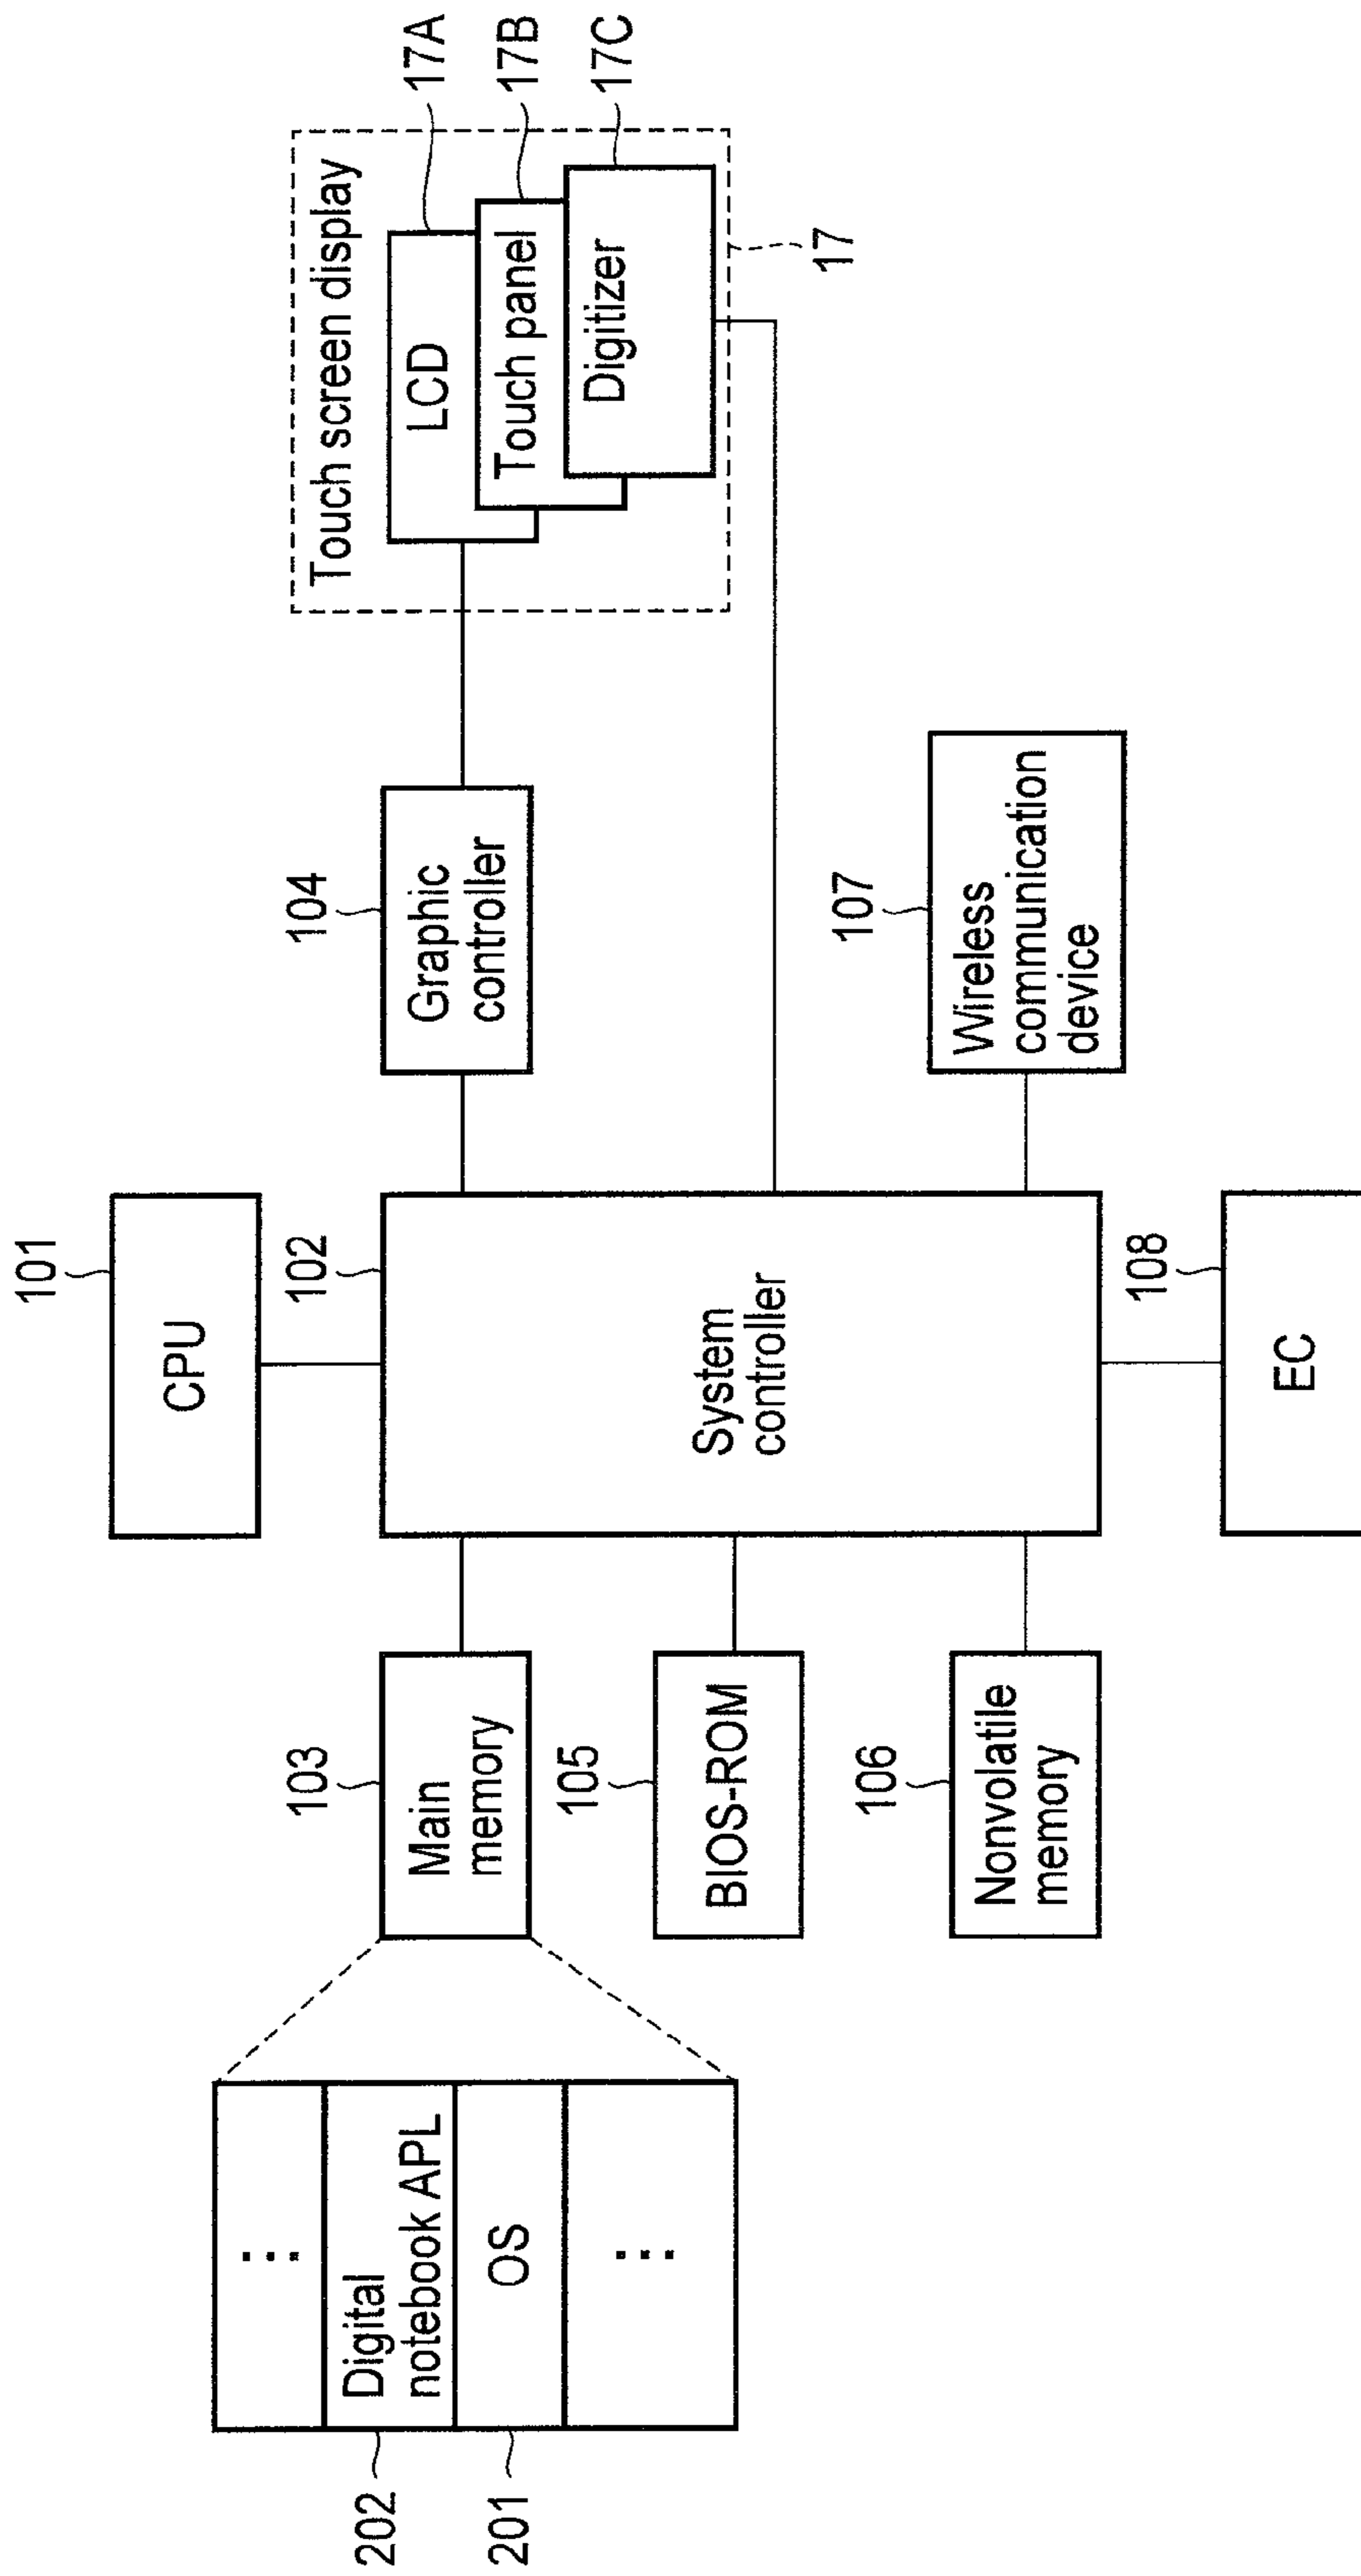 101
CPU
102
System
controller
103
Main
memory
104
Graphic
controller
Touch screen display
LCD
17A
Touch panel
17B
Digitizer
17C
17
⋮
Digital
notebook APL
202
OS
201
⋮
105
BIOS-ROM
106
Nonvolatile
memory
107
Wireless
communication
device
108
EC